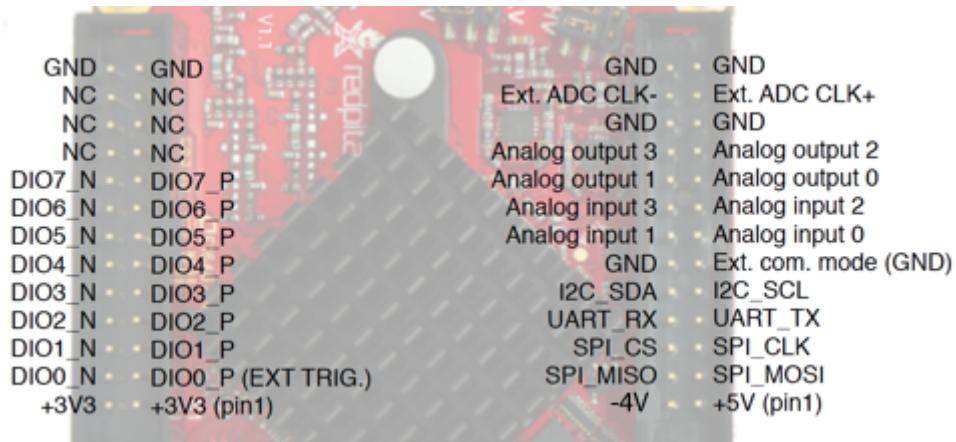 V1.1
redpita
GND GND GND GND
NC NC Ext. ADC CLK- Ext. ADC CLK+
NC NC GND GND
NC NC Analog output 3 Analog output 2
DIO7_N DIO7_P Analog output 1 Analog output 0
DIO6_N DIO6_P Analog input 3 Analog input 2
DIO5_N DIO5_P Analog input 1 Analog input 0
DIO4_N DIO4_P GND Ext. com. mode (GND)
DIO3_N DIO3_P I2C_SDA I2C_SCL
DIO2_N DIO2_P UART_RX UART_TX
DIO1_N DIO1_P SPI_CS SPI_CLK
DIO0_N DIO0_P (EXT TRIG.) SPI_MISO SPI_MOSI
+3V3 +3V3 (pin1) -4V +5V (pin1)